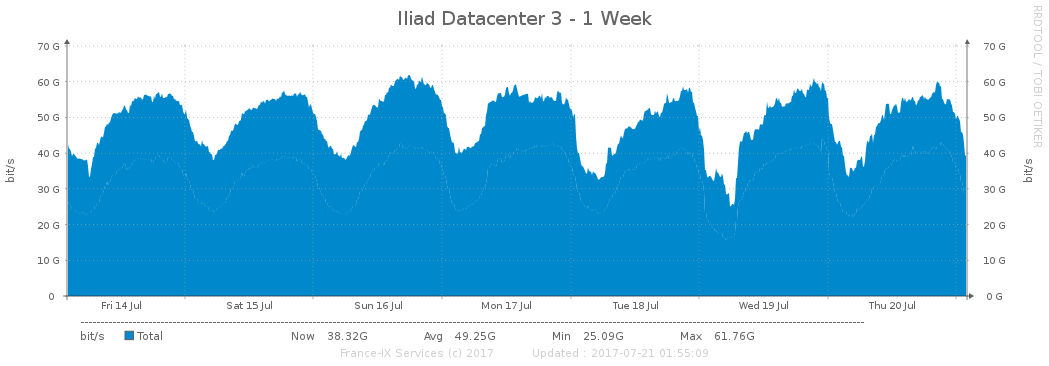 Iliad Datacenter 3 - 1 Week
RRDTOOL / TOBI OETIKER
70 G 70 G
60 G 60 G
50 G 50 G
40 G 40 G
30 G 30 G
20 G 20 G
10 G 10 G
0 0 G
bit/s
bit/s
Fri 14 Jul Sat 15 Jul Sun 16 Jul Mon 17 Jul Tue 18 Jul Wed 19 Jul Thu 20 Jul
bit/s Total Now 38.32G Avg 49.25G Min 25.09G Max 61.76G
France-IX Services (c) 2017 Updated : 2017-07-21 01:55:09